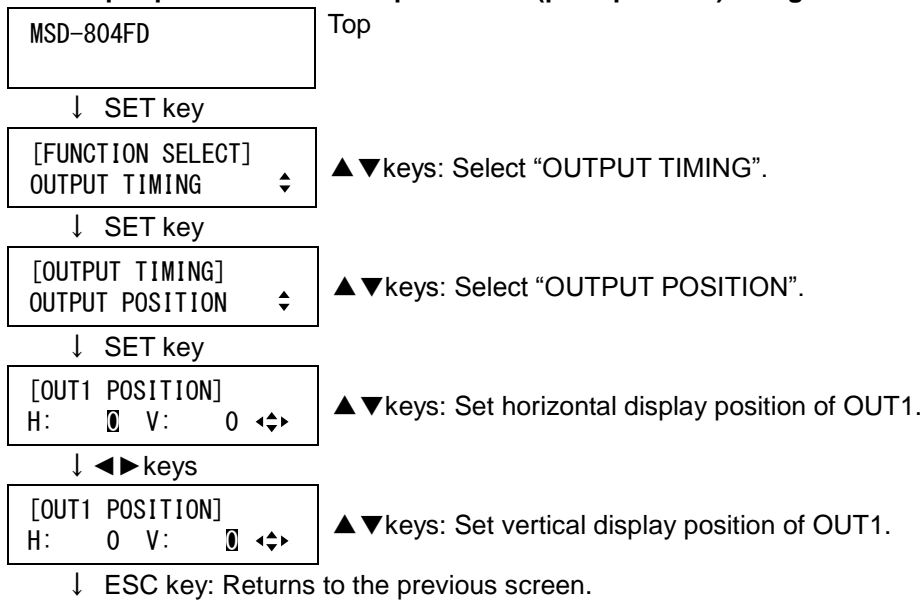 MSD-804FD
Top
↓ SET key
[FUNCTION SELECT]
OUTPUT TIMING
▲▼keys: Select “OUTPUT TIMING”.
↓ SET key
[OUTPUT TIMING]
OUTPUT POSITION
▲▼keys: Select “OUTPUT POSITION”.
↓ SET key
[OUT1 POSITION]
H: 0 V: 0
▲▼keys: Set horizontal display position of OUT1.
↓ ◄►keys
[OUT1 POSITION]
H: 0 V: 0
▲▼keys: Set vertical display position of OUT1.
↓ ESC key: Returns to the previous screen.